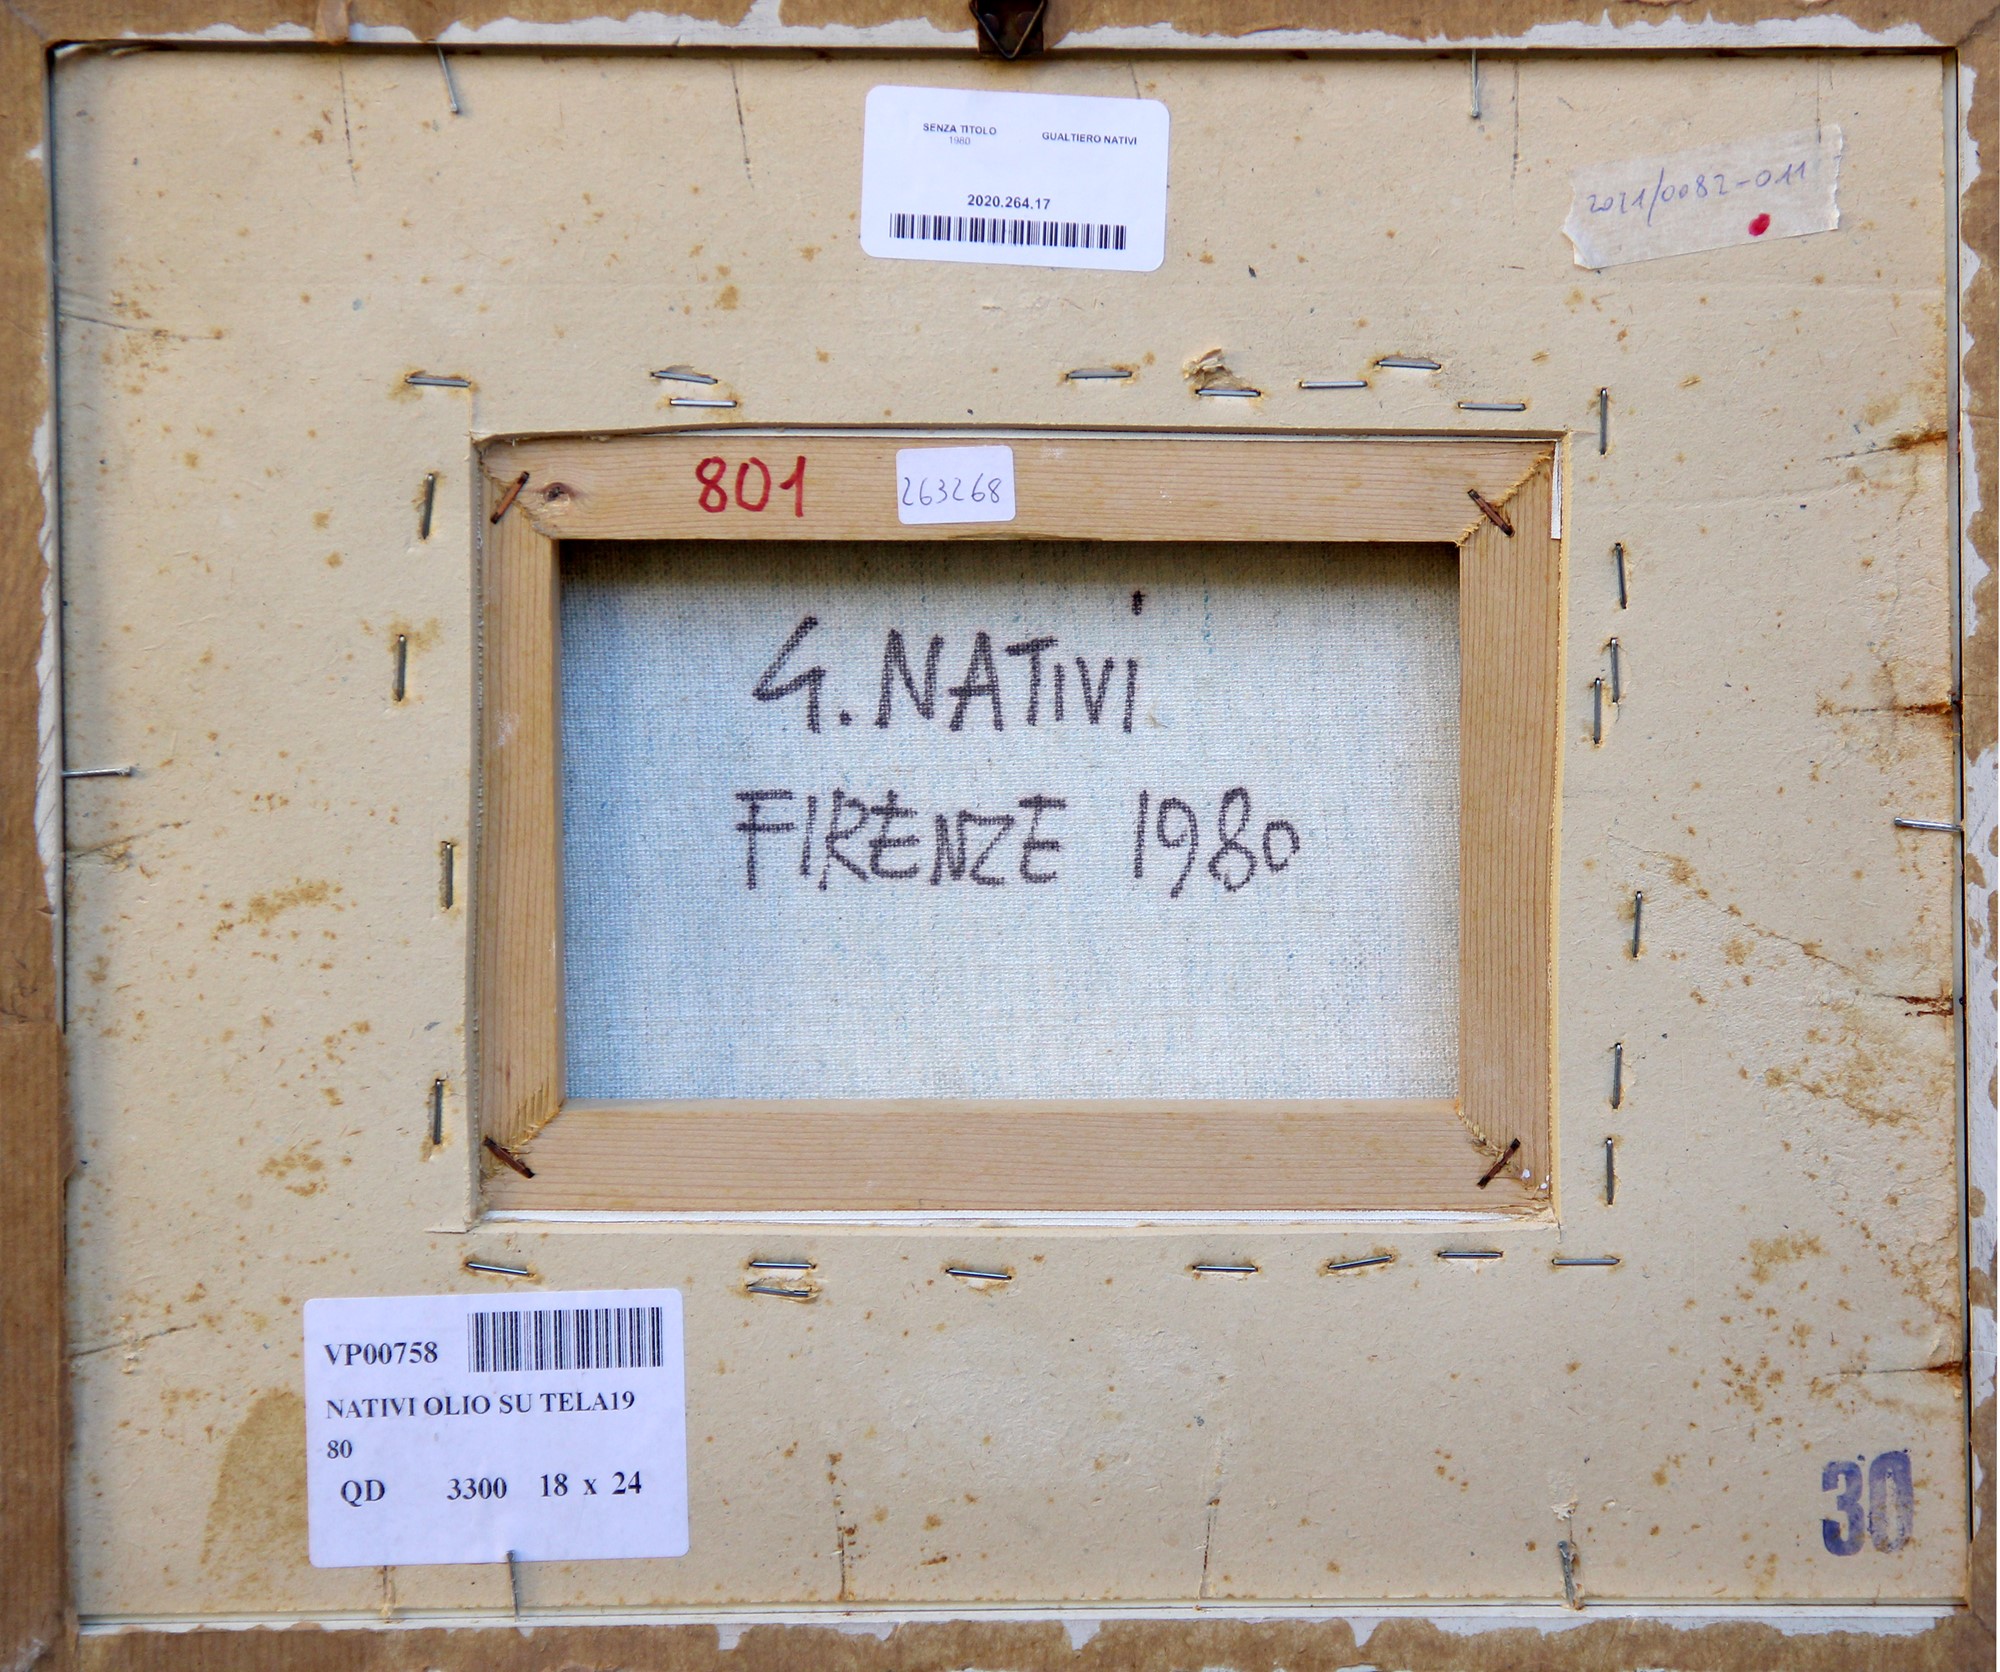 SENZA TITOLO GUALTIERO NATIVI
1980
2020.264.17
2021/0082-011
801 263268
G. NATIVI
FIRENZE 1980
VP00758
NATIVI OLIO SU TELA19
80
QD 3300 18 x 24
30